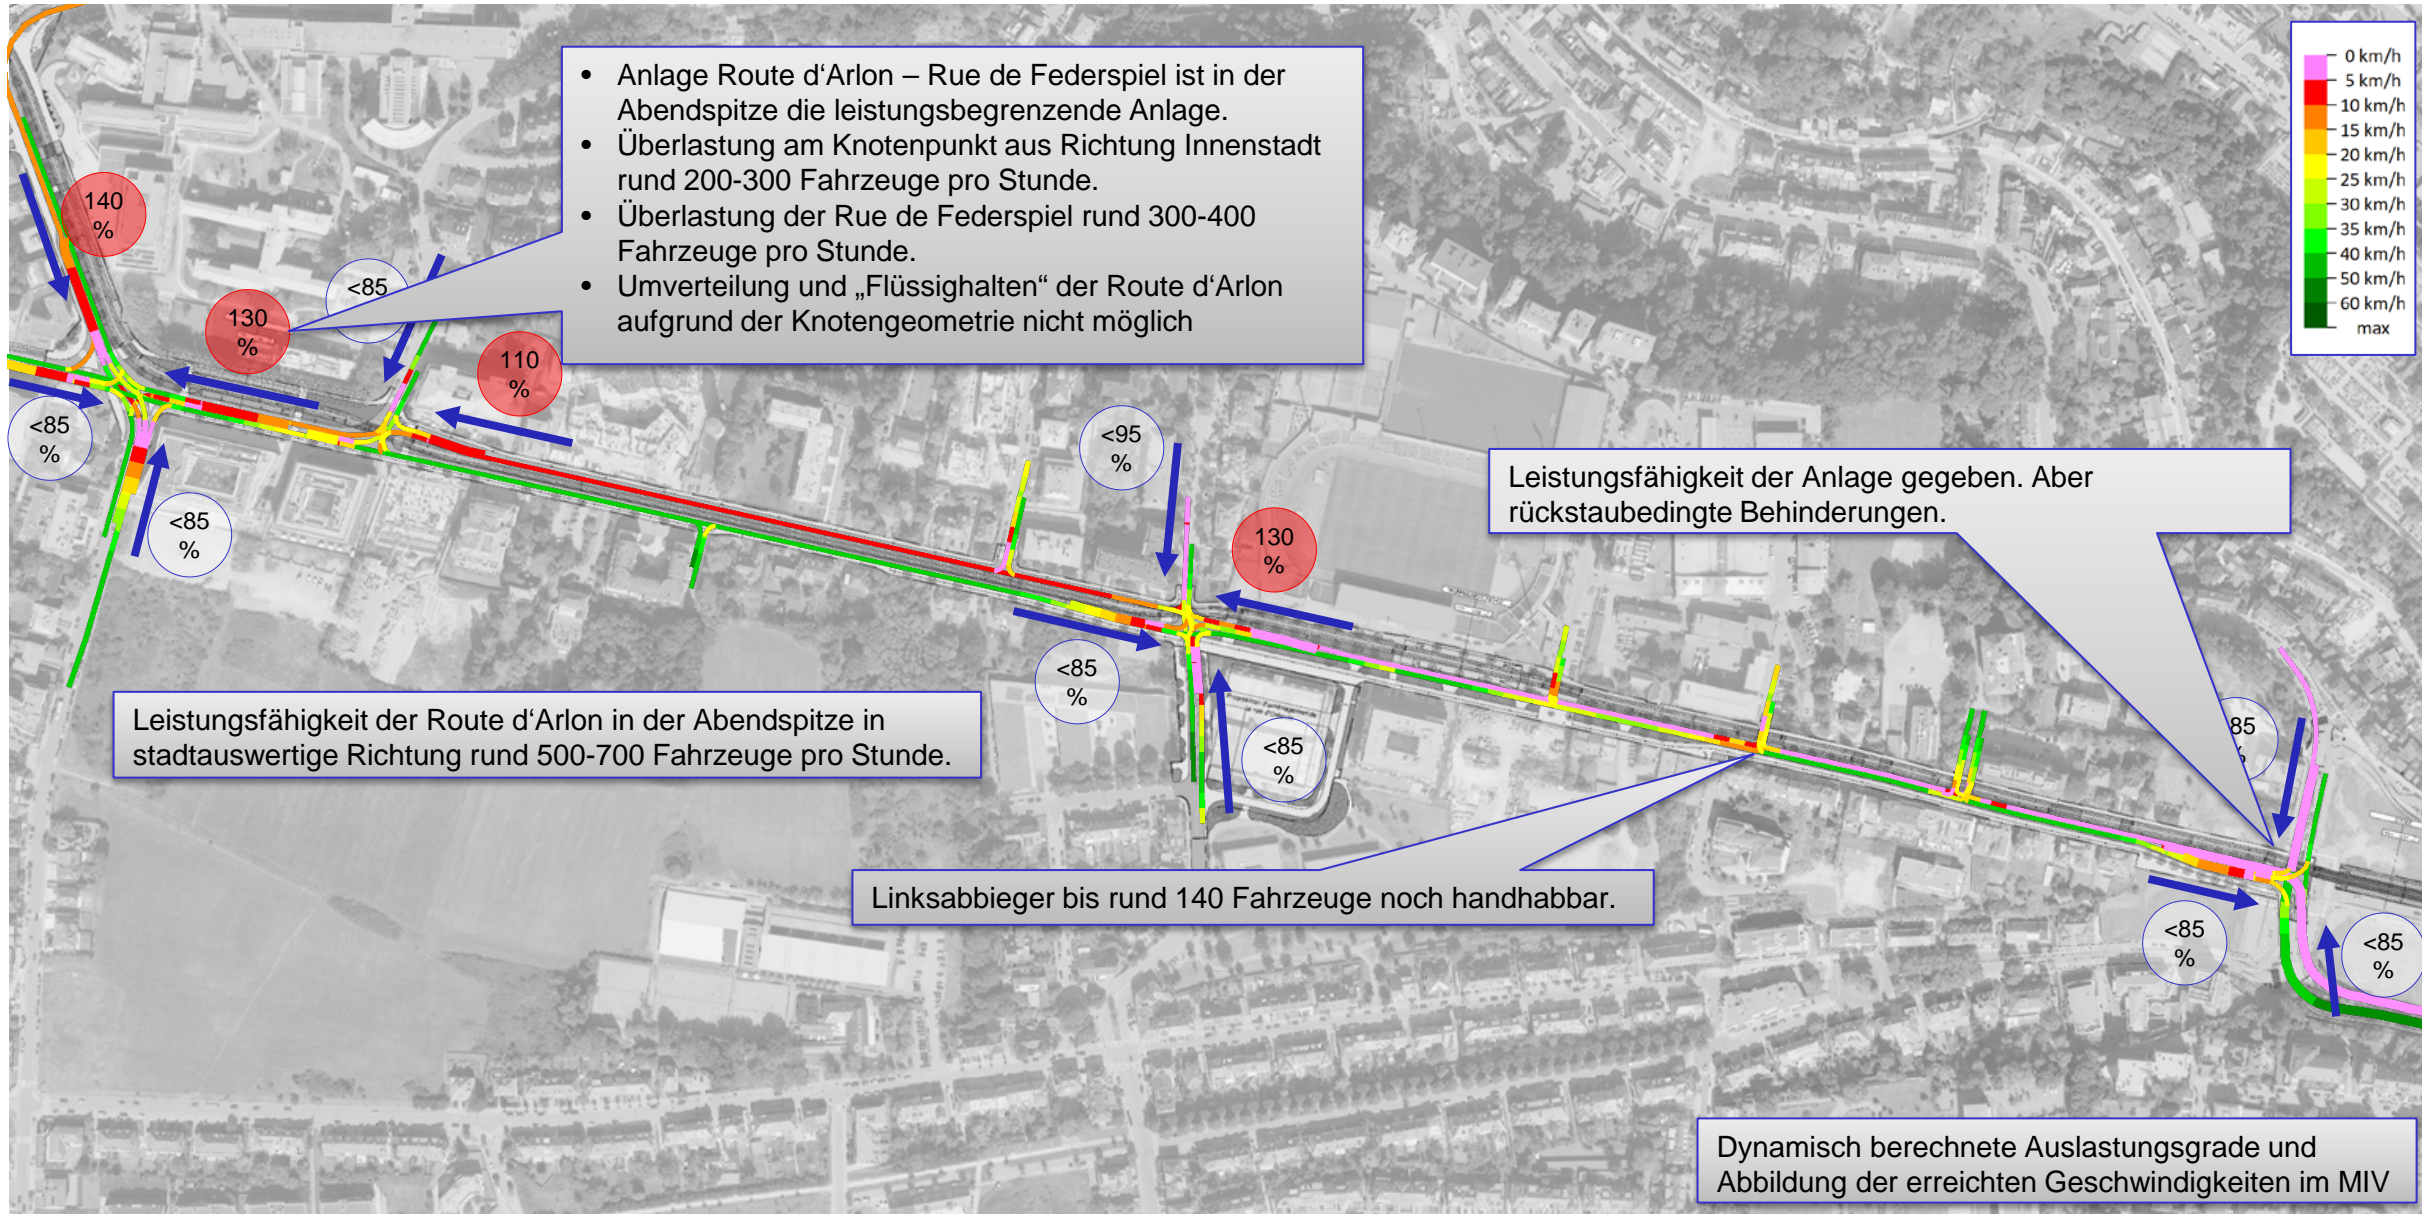 • Anlage Route d‘Arlon – Rue de Federspiel ist in der
Abendspitze die leistungsbegrenzende Anlage.
• Überlastung am Knotenpunkt aus Richtung Innenstadt
rund 200-300 Fahrzeuge pro Stunde.
• Überlastung der Rue de Federspiel rund 300-400
Fahrzeuge pro Stunde.
• Umverteilung und „Flüssighalten“ der Route d‘Arlon
aufgrund der Knotengeometrie nicht möglich
0 km/h
5 km/h
10 km/h
15 km/h
20 km/h
25 km/h
30 km/h
35 km/h
40 km/h
50 km/h
60 km/h
max
140
%
<85
130
%
110
%
<85
%
<85
%
<95
%
130
%
Leistungsfähigkeit der Anlage gegeben. Aber
rückstaubedingte Behinderungen.
<85
%
Leistungsfähigkeit der Route d‘Arlon in der Abendspitze in
stadtauswertige Richtung rund 500-700 Fahrzeuge pro Stunde.
<85
%
85
Linksabbieger bis rund 140 Fahrzeuge noch handhabbar.
<85
%
<85
%
Dynamisch berechnete Auslastungsgrade und
Abbildung der erreichten Geschwindigkeiten im MIV